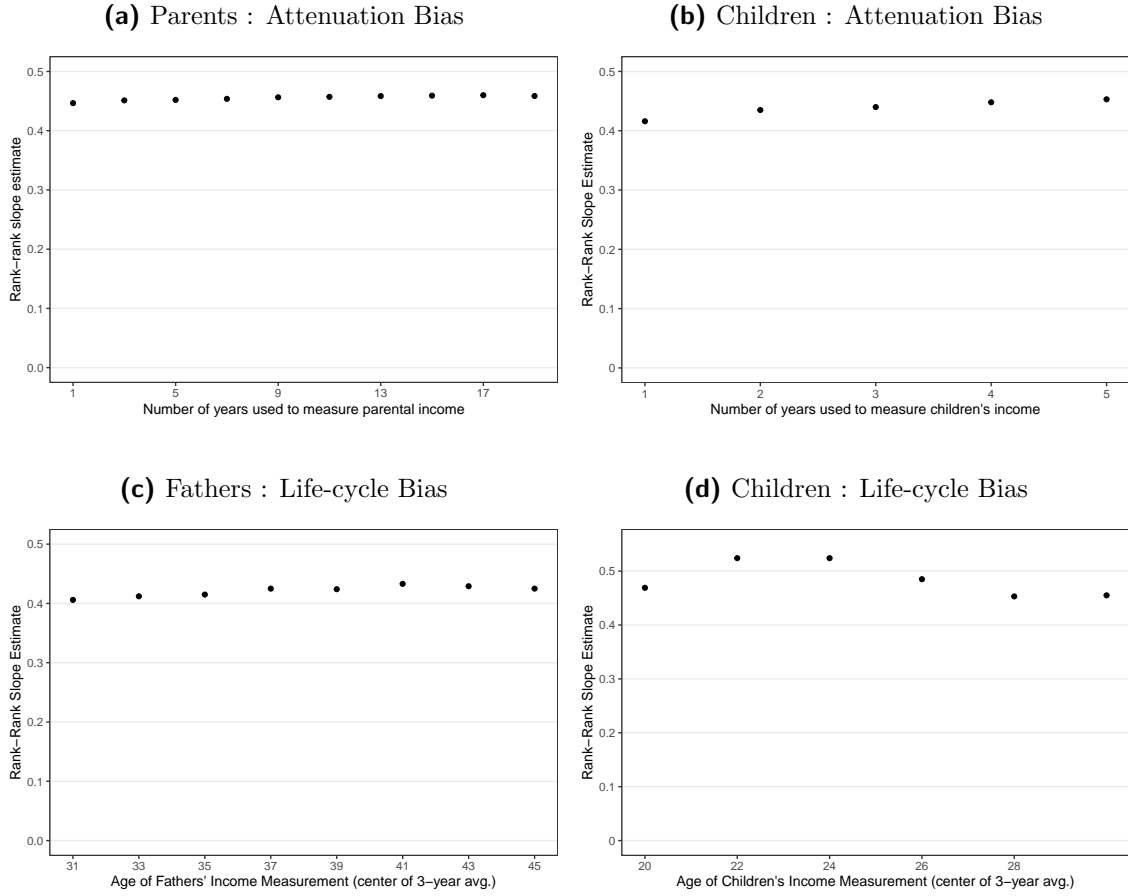 (a) Parents : Attenuation Bias
Rank−rank slope estimate
0.5
0.4
0.3
0.2
0.1
0.0
1 5 9 13 17
Number of years used to measure parental income
(b) Children : Attenuation Bias
Rank−Rank Slope Estimate
0.5
0.4
0.3
0.2
0.1
0
1 2 3 4 5
Number of years used to measure children's income
(c) Fathers : Life-cycle Bias
Rank−Rank Slope Estimate
0.5
0.4
0.3
0.2
0.1
0.0
31 33 35 37 39 41 43 45
Age of Fathers' Income Measurement (center of 3−year avg.)
(d) Children : Life-cycle Bias
Rank−Rank Slope Estimate
0.5
0.4
0.3
0.2
0.1
0
20 22 24 26 28
Age of Children's Income Measurement (center of 3−year avg.)